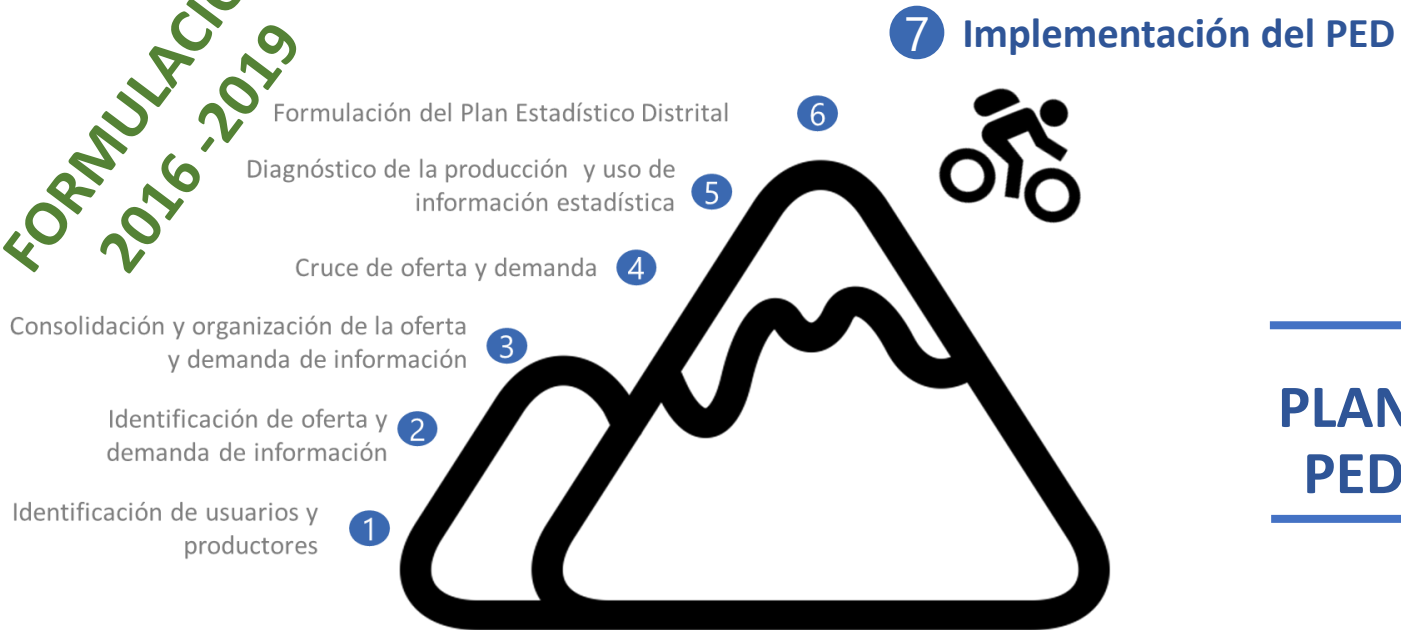 FORMULACIÓ
2016 -2019
7 Implementación del PED
Formulación del Plan Estadístico Distrital 6
Diagnóstico de la producción y uso de
información estadística 5
Cruce de oferta y demanda 4
Consolidación y organización de la oferta
y demanda de información 3
Identificación de oferta y
demanda de información 2
Identificación de usuarios y
productores 1
PLAN
PED